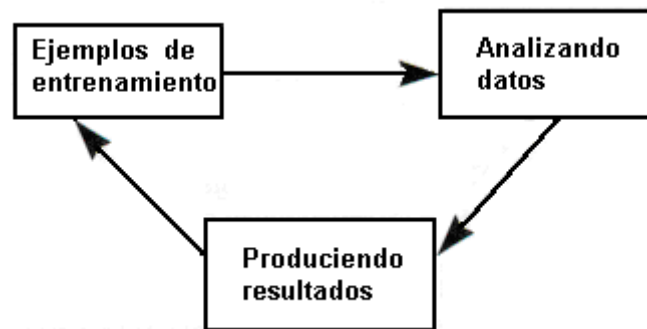 Ejemplos de
entrenamiento
Analizando
datos
Produciendo
resultados